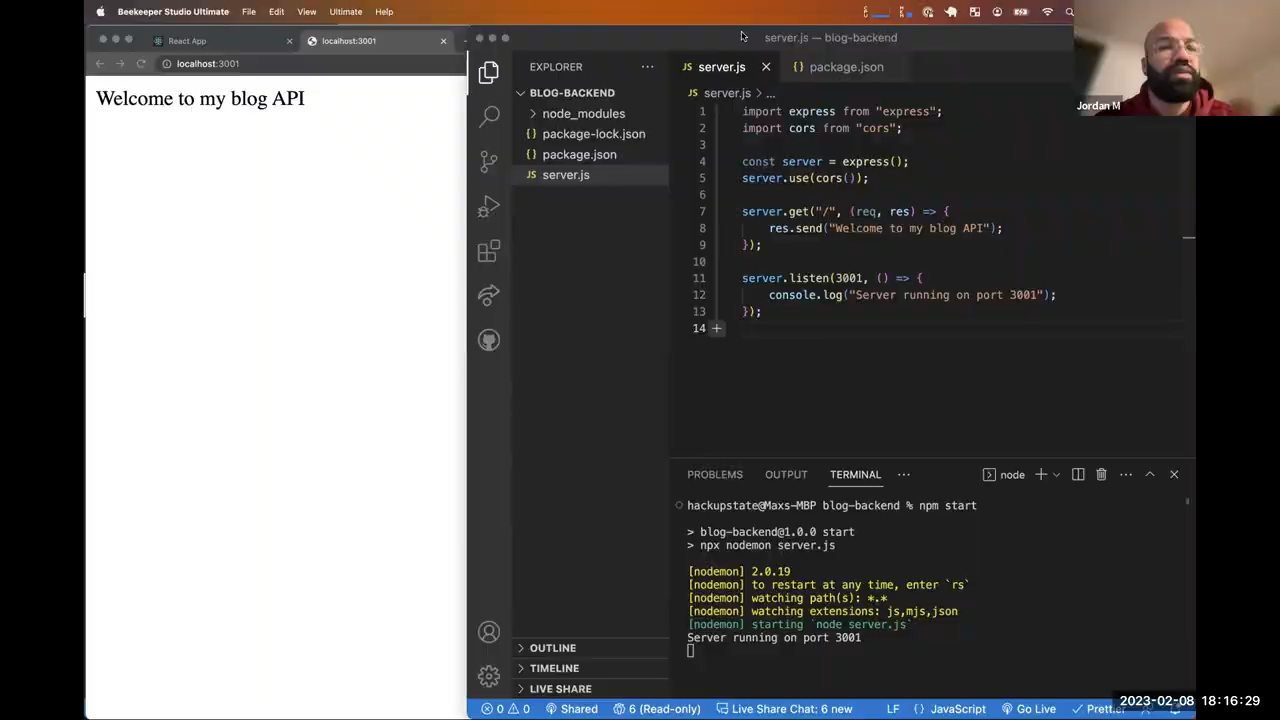 Beekeeper Studio Ultimate File Edit View Ultimate Help
React App
localhost:3001
localhost:3001
Welcome to my blog API
server.js — blog-backend
EXPLORER
BLOG-BACKEND
node_modules
{} package-lock.json
{} package.json
JS server.js
OUTLINE
TIMELINE
LIVE SHARE
JS server.js
{} package.json
JS server.js > ...
1 import express from "express";
2 import cors from "cors";
3
4 const server = express();
5 server.use(cors());
6
7 server.get("/", (req, res) => {
8 res.send("Welcome to my blog API");
9 });
10
11 server.listen(3001, () => {
12 console.log("Server running on port 3001");
13 });
14
Jordan M
PROBLEMS OUTPUT TERMINAL ... node
hackupstate@Maxs-MBP blog-backend % npm start
> blog-backend@1.0.0 start
> npx nodemon server.js
[nodemon] 2.0.19
[nodemon] to restart at any time, enter `rs`
[nodemon] watching path(s): *.*
[nodemon] watching extensions: js,mjs,json
[nodemon] starting `node server.js`
Server running on port 3001
0 0 Shared 6 (Read-only) Live Share Chat: 6 new LF {} JavaScript Go Live
2023-02-08 18:16:29